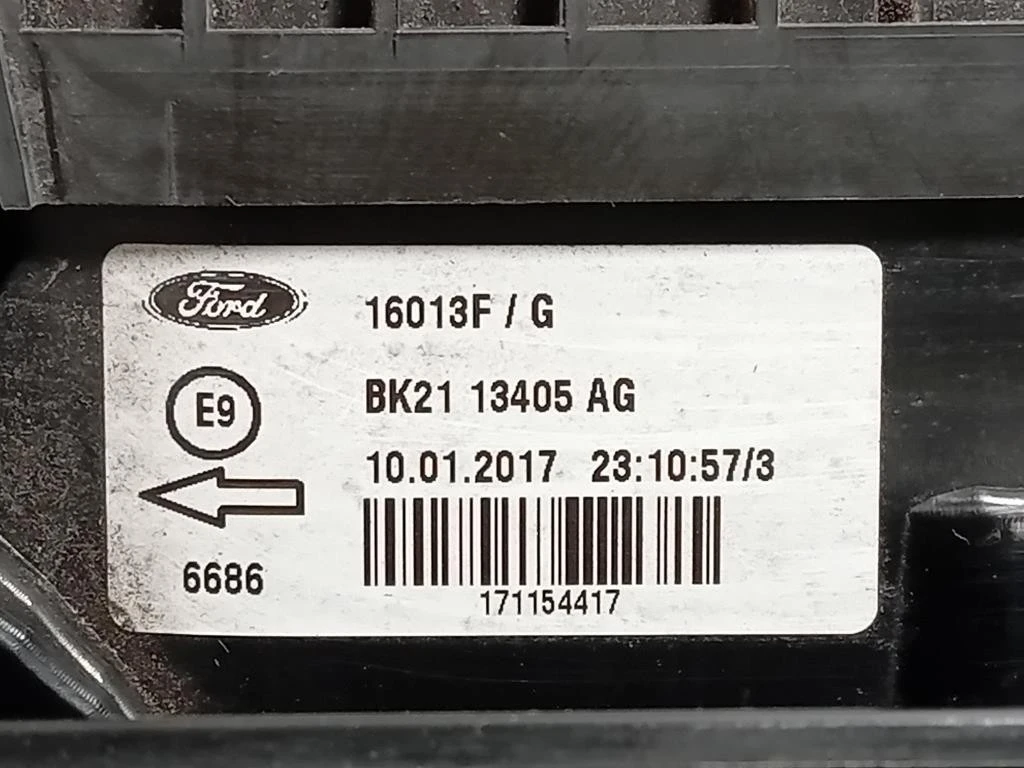 Ford
16013F / G
E9
BK21 13405 AG
10.01.2017 23:10:57/3
6686
171154417